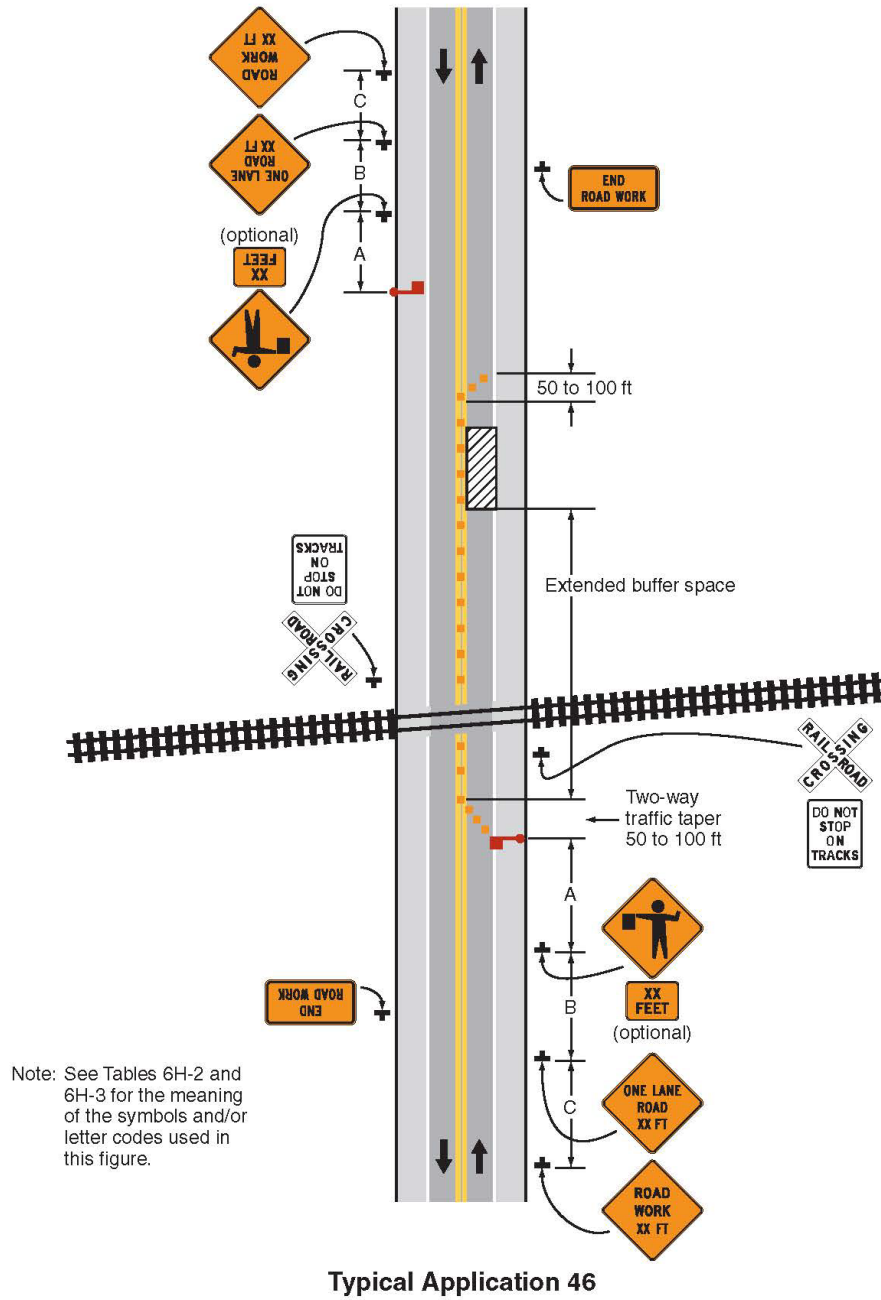 ROAD
WORK
XX FT
C
ONE LANE
ROAD
XX FT
B
END
ROAD WORK
(optional)
XX
FEET
A
50 to 100 ft
DO NOT
STOP
ON
TRACKS
Extended buffer space
RAILROAD
CROSSING
RAILROAD
CROSSING
Two-way
traffic taper
50 to 100 ft
DO NOT
STOP
ON
TRACKS
A
END
ROAD WORK
B
XX
FEET
(optional)
Note: See Tables 6H-2 and
6H-3 for the meaning
of the symbols and/or
letter codes used in
this figure.
C
ONE LANE
ROAD
XX FT
ROAD
WORK
XX FT
Typical Application 46